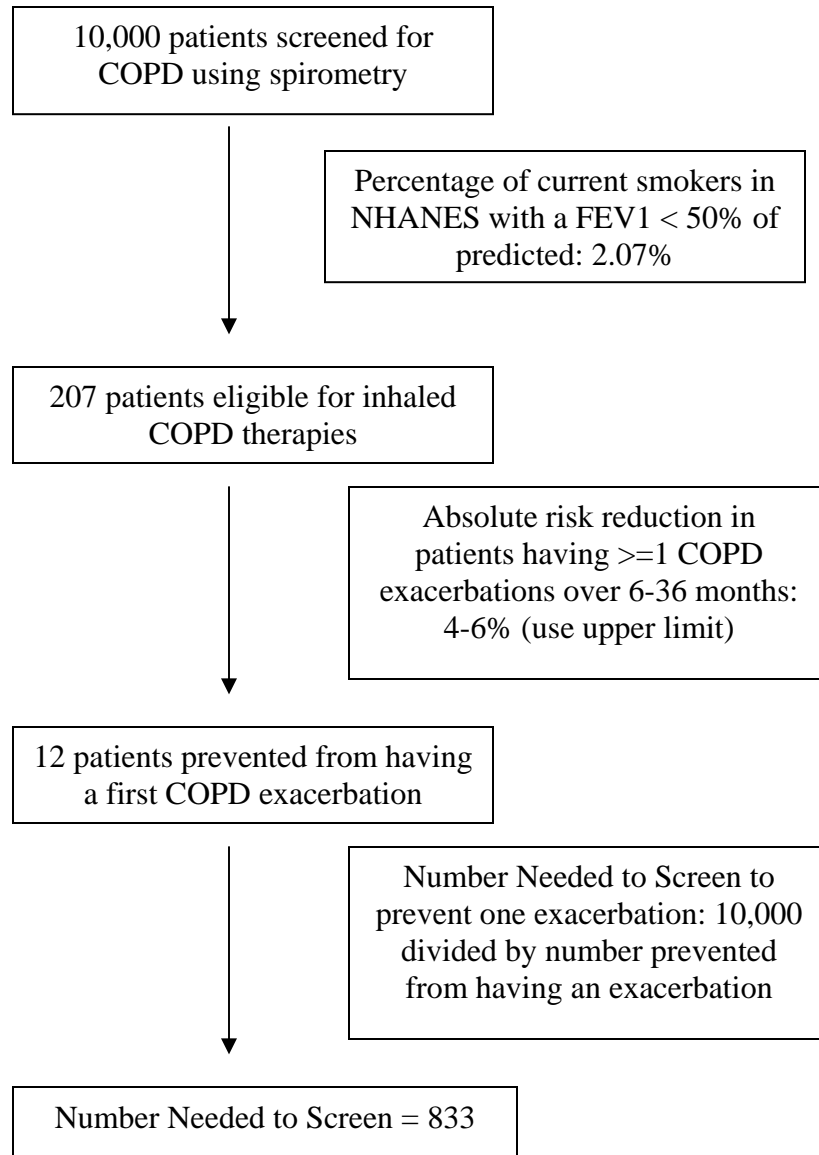 10,000 patients screened for
COPD using spirometry
Percentage of current smokers in
NHANES with a FEV1 < 50% of
predicted: 2.07%
207 patients eligible for inhaled
COPD therapies
Absolute risk reduction in
patients having >=1 COPD
exacerbations over 6-36 months:
4-6% (use upper limit)
12 patients prevented from having
a first COPD exacerbation
Number Needed to Screen to
prevent one exacerbation: 10,000
divided by number prevented
from having an exacerbation
Number Needed to Screen = 833